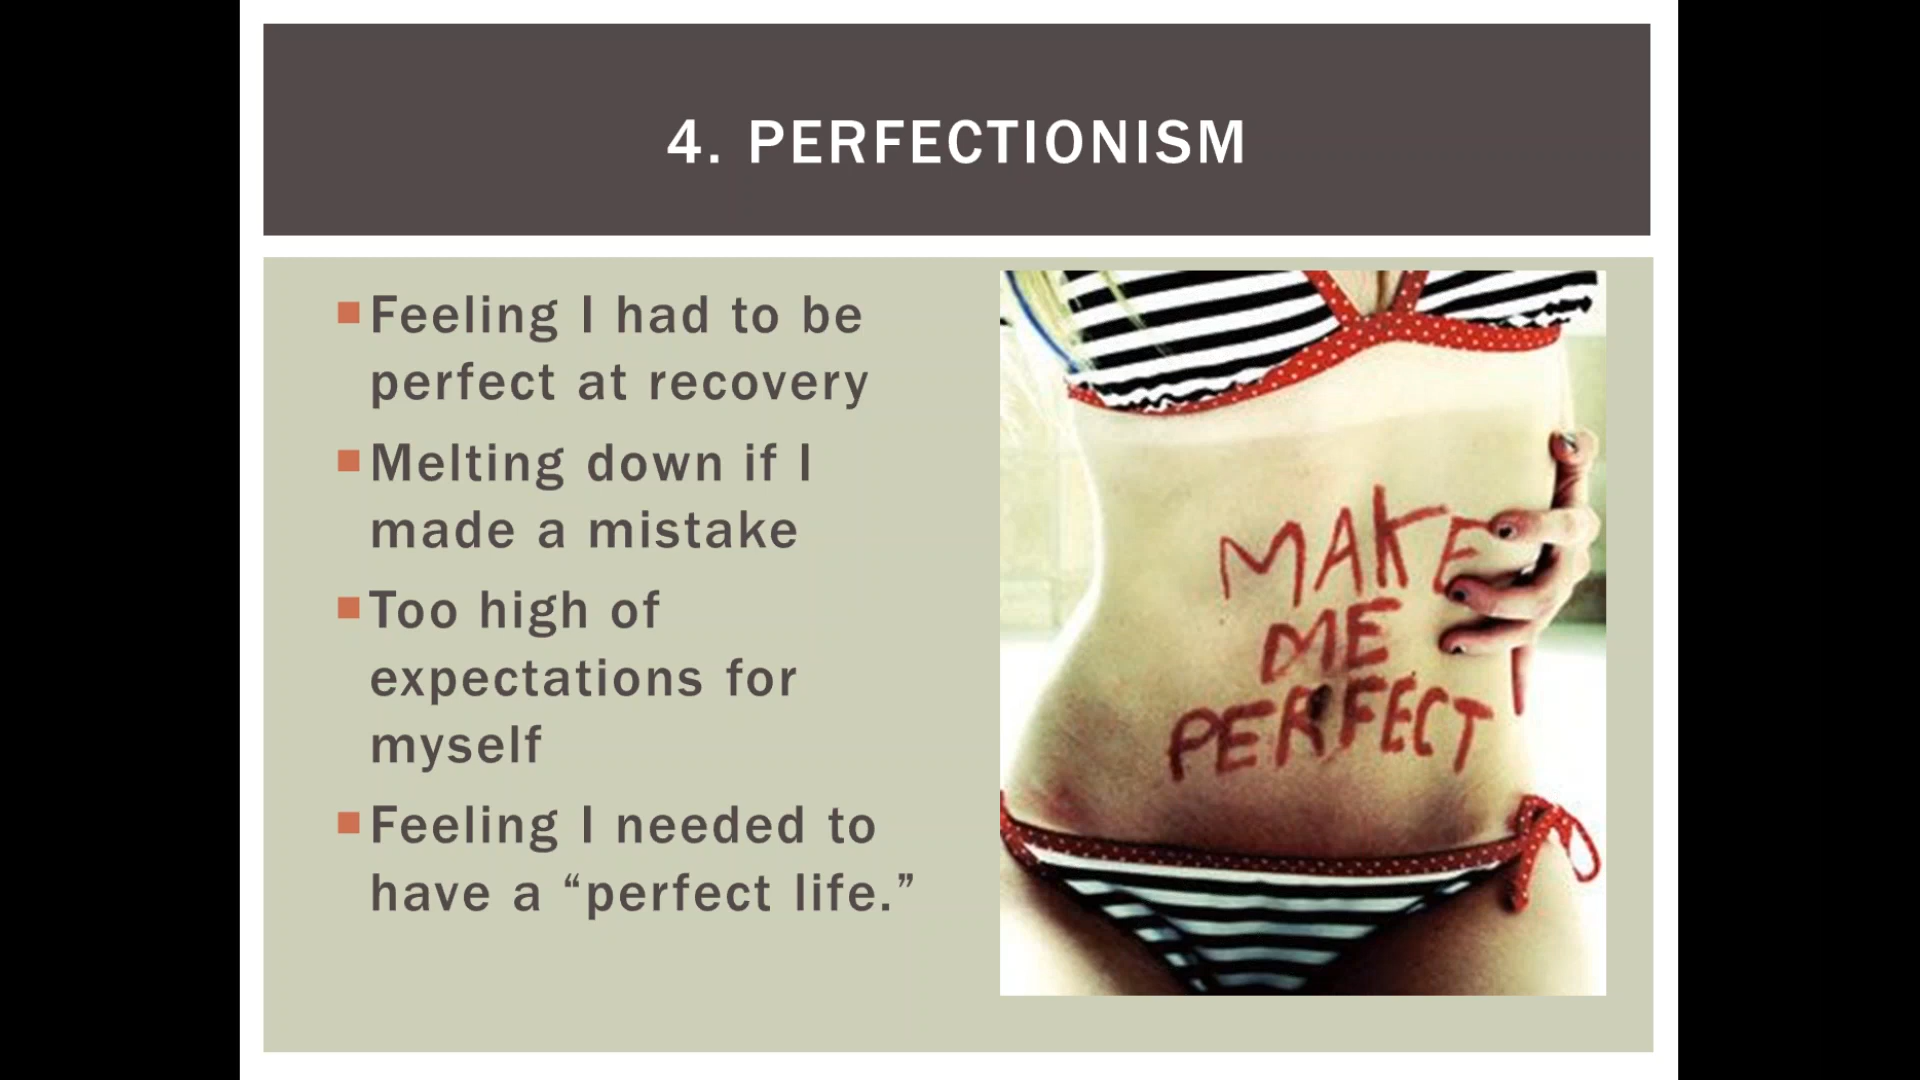 4. PERFECTIONISM
Feeling I had to be
perfect at recovery
Melting down if I
made a mistake
Too high of
expectations for
myself
Feeling I needed to
have a “perfect life.”
MAKE
ME
PERFECT